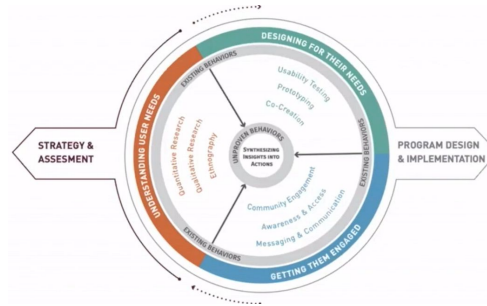 DESIGNING FOR THEIR NEEDS
EXISTING BEHAVIORS
Usability Testing
Prototyping
Co-Creation
UNDERSTANDING USER NEEDS
Quantitative Research
Qualitative Research
Ethnography
STRATEGY &
ASSESMENT
UNPROVEN BEHAVIORS
SYNTHESIZING
INSIGHTS INTO
ACTIONS
EXISTING BEHAVIORS
PROGRAM DESIGN
& IMPLEMENTATION
Community Engagement
Awareness & Access
Messaging & Communication
EXISTING BEHAVIORS
GETTING THEM ENGAGED